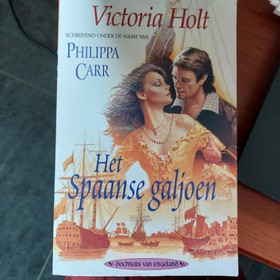 Victoria Holt
SCHRIJVEND ONDER DE NAAM VAN
PHILIPPA
CARR
Het
Spaanse galjoen
dochters van engeland